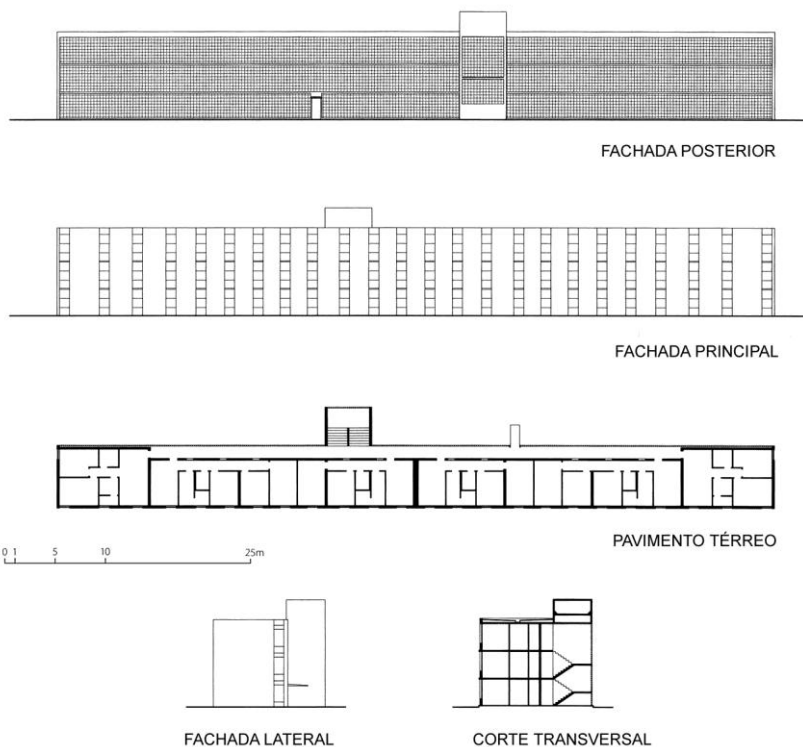 FACHADA POSTERIOR
FACHADA PRINCIPAL
PAVIMENTO TÉRREO
0 1 5 10 25m
FACHADA LATERAL CORTE TRANSVERSAL